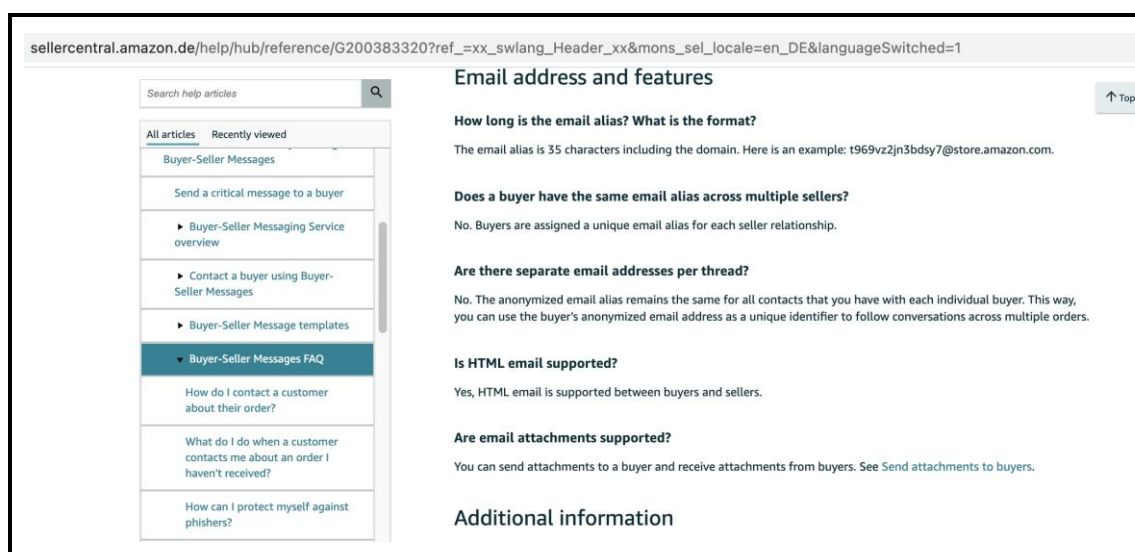 sellercentral.amazon.de/help/hub/reference/G200383320?ref_=xx_swlang_Header_xx&mons_sel_locale=en_DE&languageSwitched=1
Search help articles
All articles Recently viewed
Buyer-Seller Messages
Send a critical message to a buyer
▶ Buyer-Seller Messaging Service
overview
▶ Contact a buyer using Buyer-
Seller Messages
▶ Buyer-Seller Message templates
▼ Buyer-Seller Messages FAQ
How do I contact a customer
about their order?
What do I do when a customer
contacts me about an order I
haven't received?
How can I protect myself against
phishers?
Email address and features
How long is the email alias? What is the format?
The email alias is 35 characters including the domain. Here is an example: t969vz2jn3bdsy7@store.amazon.com.
Does a buyer have the same email alias across multiple sellers?
No. Buyers are assigned a unique email alias for each seller relationship.
Are there separate email addresses per thread?
No. The anonymized email alias remains the same for all contacts that you have with each individual buyer. This way,
you can use the buyer's anonymized email address as a unique identifier to follow conversations across multiple orders.
Is HTML email supported?
Yes, HTML email is supported between buyers and sellers.
Are email attachments supported?
You can send attachments to a buyer and receive attachments from buyers. See Send attachments to buyers.
Additional information
↑ Top